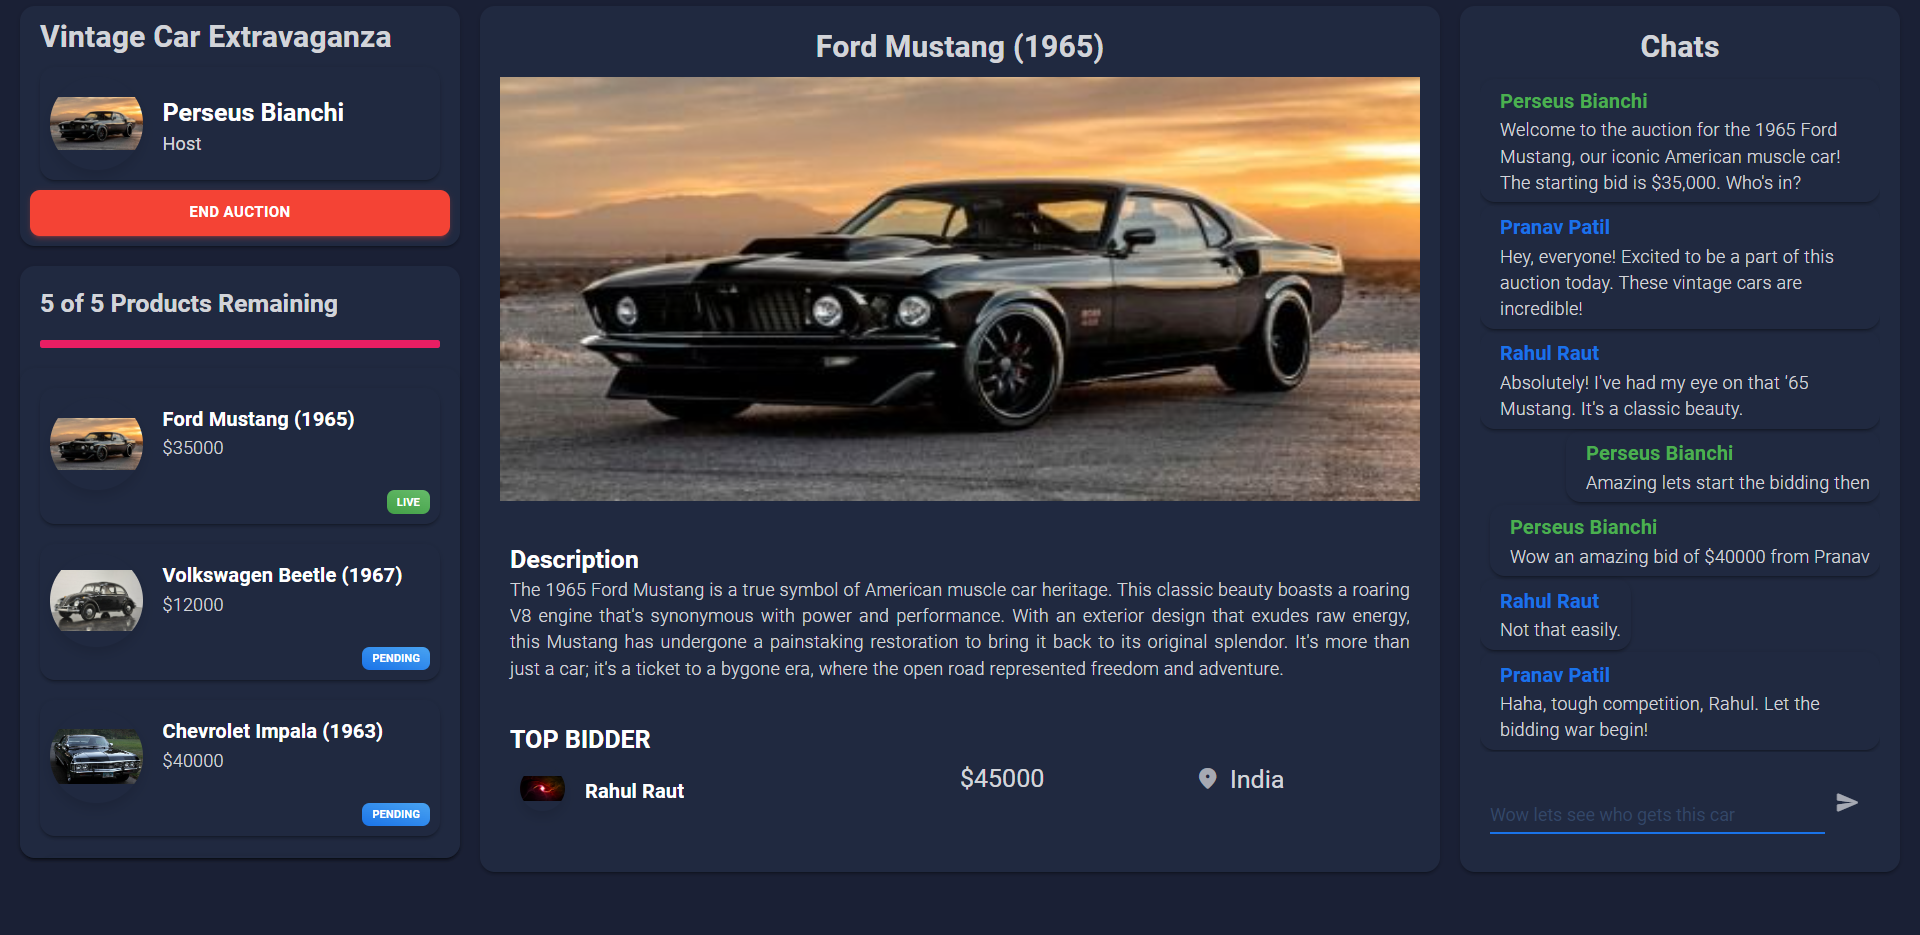 Vintage Car Extravaganza
Perseus Bianchi
Host
END AUCTION
5 of 5 Products Remaining
Ford Mustang (1965)
$35000
LIVE
Volkswagen Beetle (1967)
$12000
PENDING
Chevrolet Impala (1963)
$40000
PENDING
Ford Mustang (1965)
Description
The 1965 Ford Mustang is a true symbol of American muscle car heritage. This classic beauty boasts a roaring
V8 engine that's synonymous with power and performance. With an exterior design that exudes raw energy,
this Mustang has undergone a painstaking restoration to bring it back to its original splendor. It's more than
just a car; it's a ticket to a bygone era, where the open road represented freedom and adventure.
TOP BIDDER
Rahul Raut
$45000
India
Chats
Perseus Bianchi
Welcome to the auction for the 1965 Ford
Mustang, our iconic American muscle car!
The starting bid is $35,000. Who's in?
Pranav Patil
Hey, everyone! Excited to be a part of this
auction today. These vintage cars are
incredible!
Rahul Raut
Absolutely! I've had my eye on that '65
Mustang. It's a classic beauty.
Perseus Bianchi
Amazing lets start the bidding then
Perseus Bianchi
Wow an amazing bid of $40000 from Pranav
Rahul Raut
Not that easily.
Pranav Patil
Haha, tough competition, Rahul. Let the
bidding war begin!
Wow lets see who gets this car